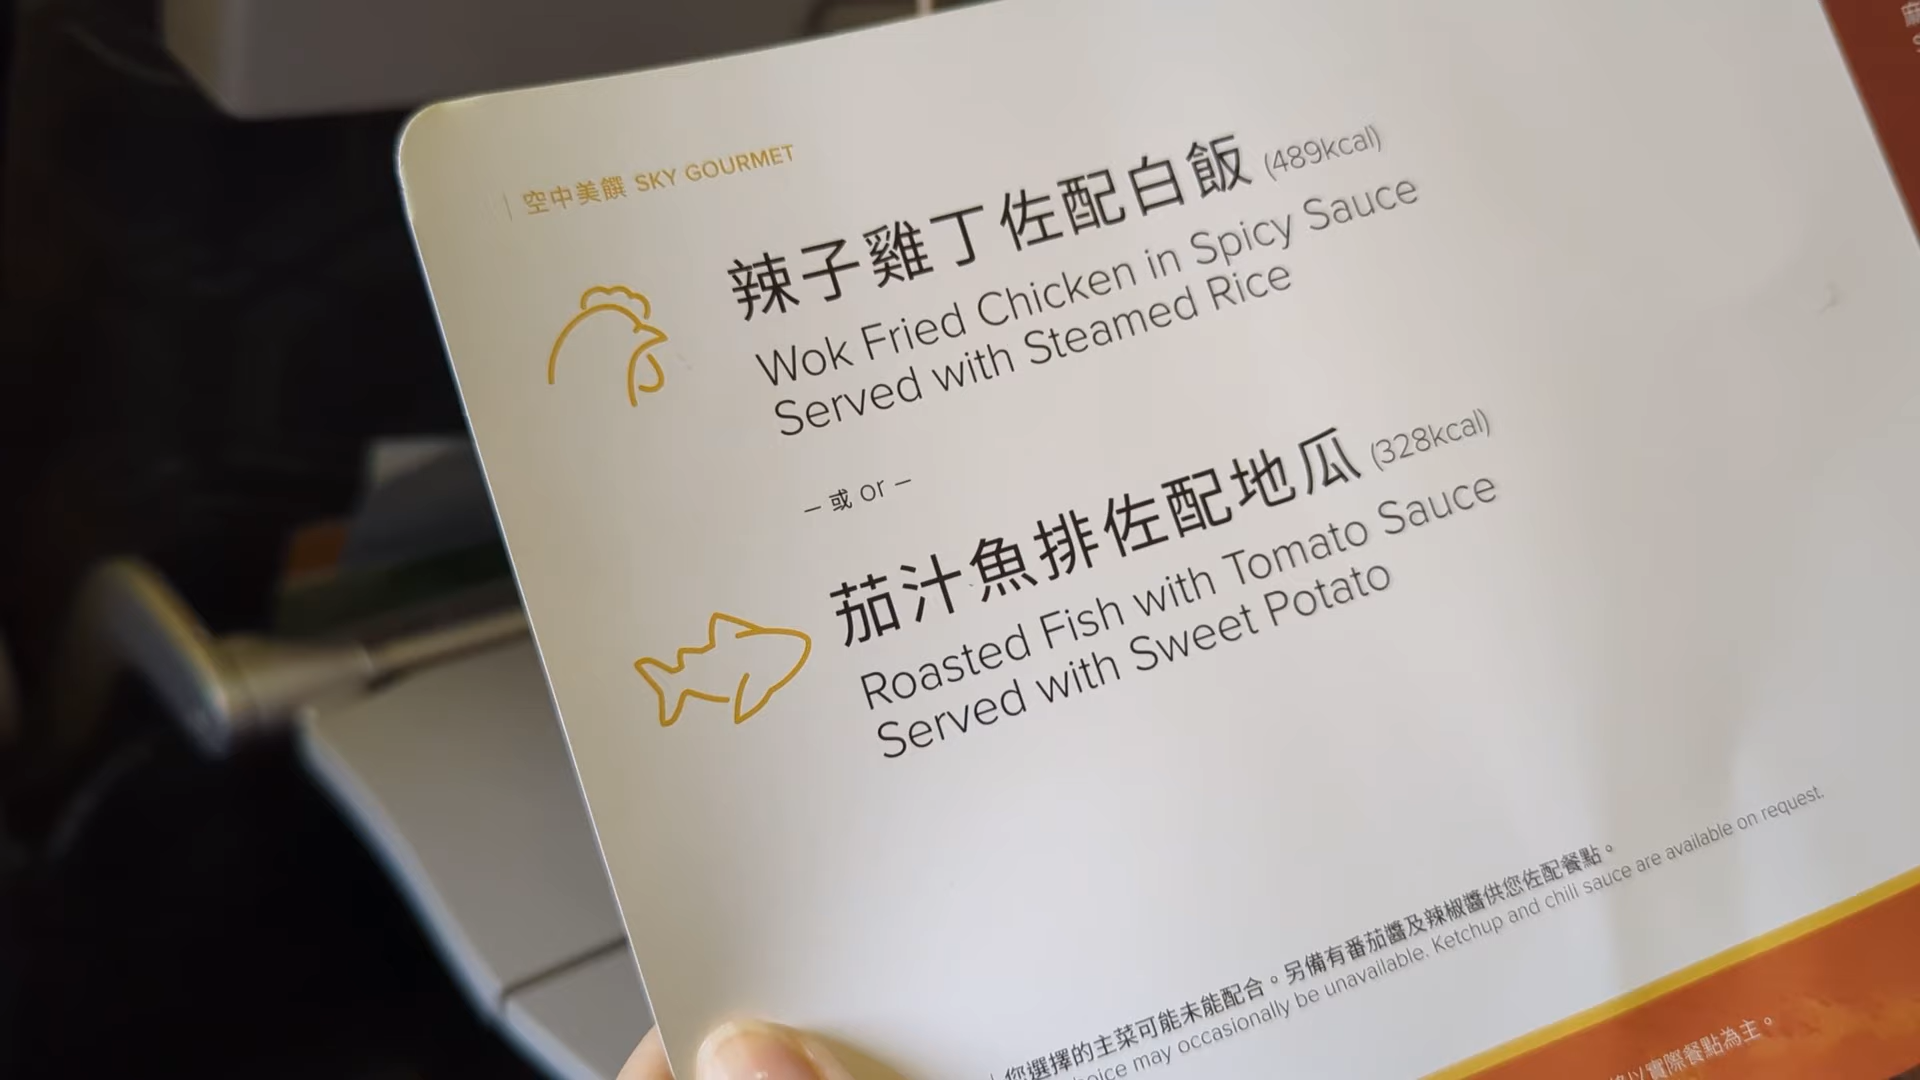 空中美饌 SKY GOURMET
辣子雞丁佐配白飯 (489kcal)
Wok Fried Chicken in Spicy Sauce
Served with Steamed Rice
– 或 or –
茄汁魚排佐配地瓜 (328kcal)
Roasted Fish with Tomato Sauce
Served with Sweet Potato
您選擇的主菜可能未能配合。另備有番茄醬及辣椒醬供您佐配餐點。
may occasionally be unavailable. Ketchup and chili sauce are available on request.
以實際餐點為主。